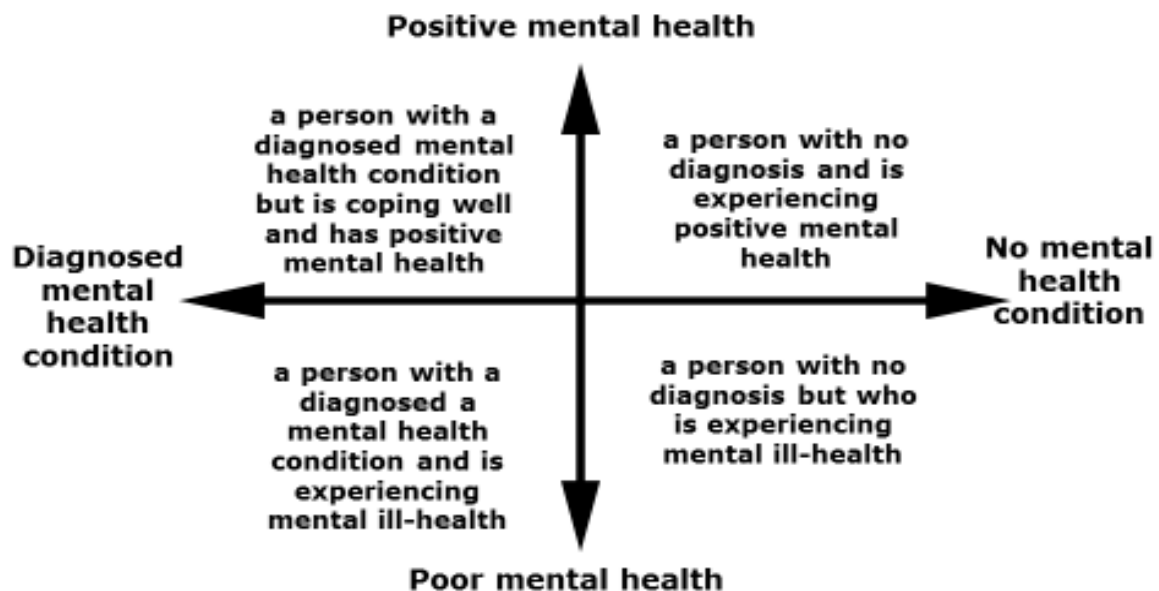 Positive mental health
a person with a
diagnosed mental
health condition
but is coping well
and has positive
mental health
a person with no
diagnosis and is
experiencing
positive mental
health
Diagnosed
mental
health
condition
No mental
health
condition
a person with a
diagnosed a
mental health
condition and is
experiencing
mental ill-health
a person with no
diagnosis but who
is experiencing
mental ill-health
Poor mental health